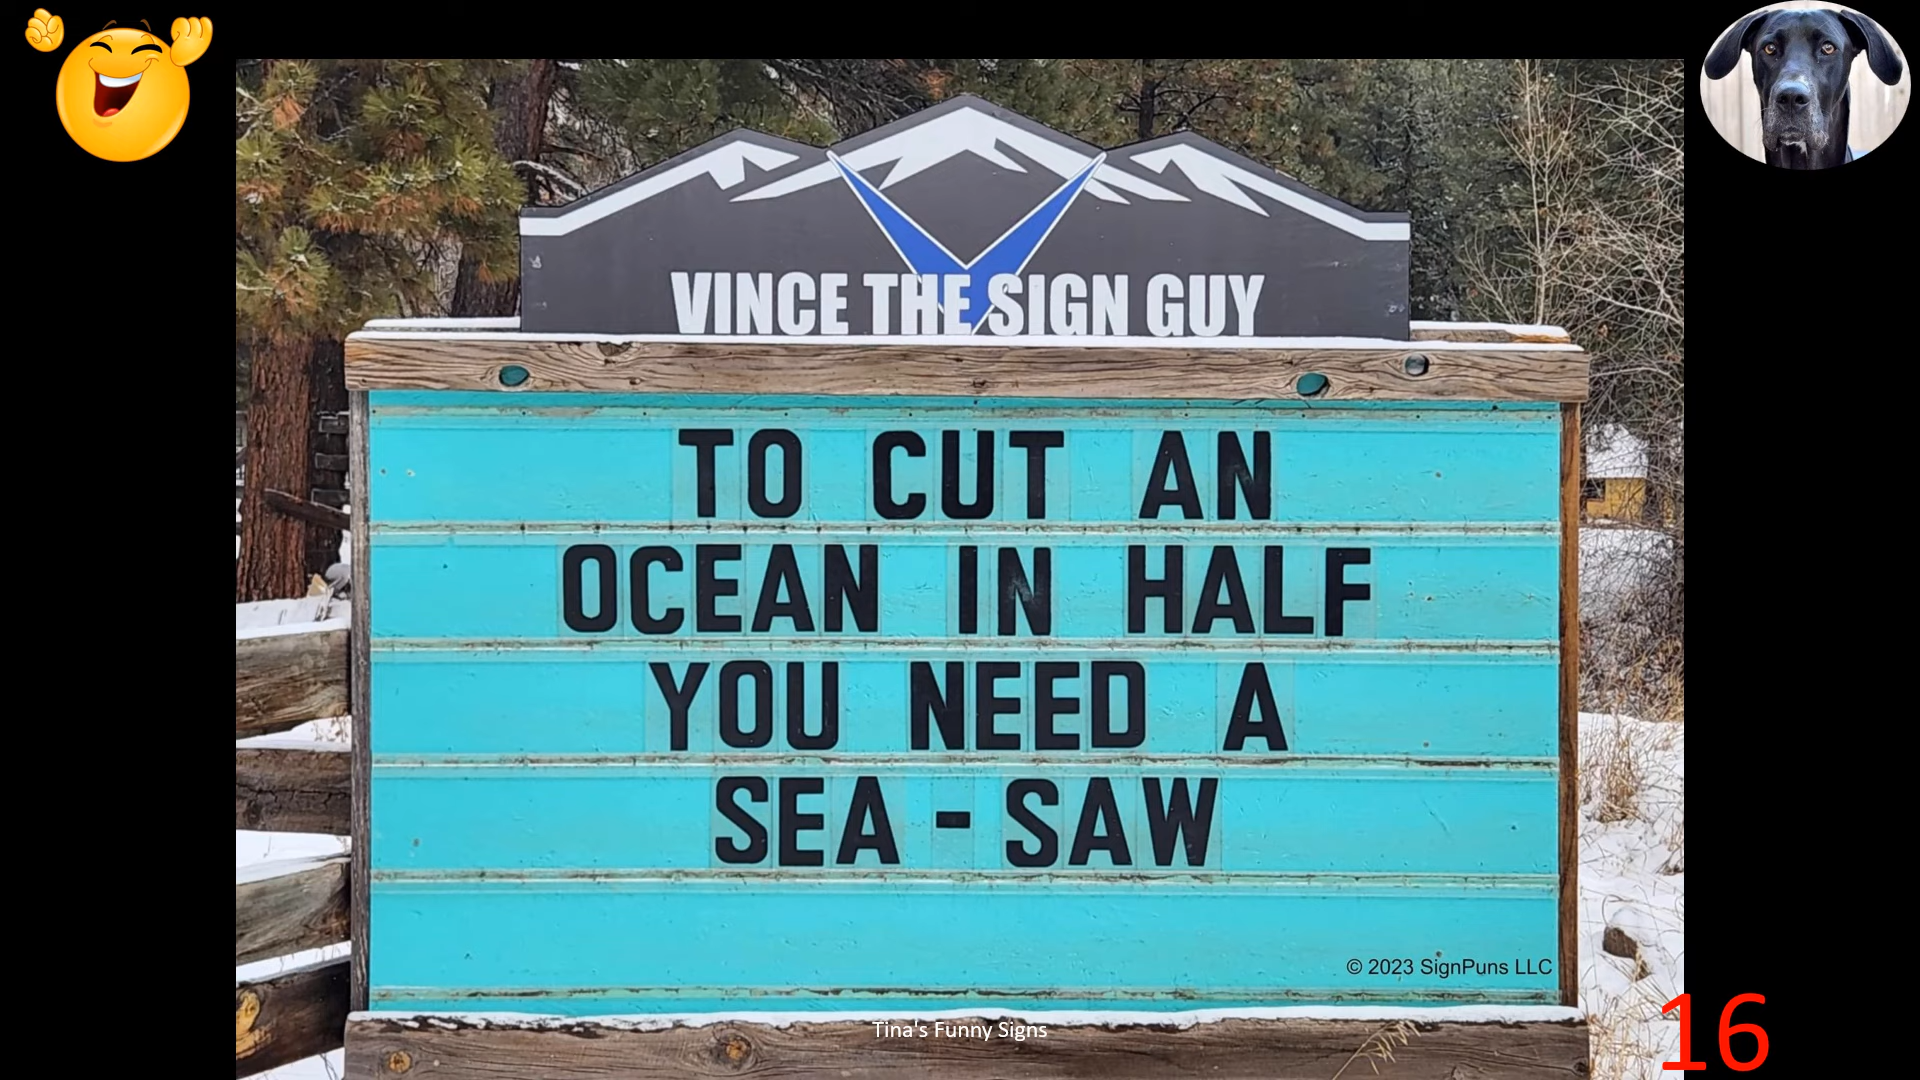 VINCE THE SIGN GUY
TO CUT AN
OCEAN IN HALF
YOU NEED A
SEA - SAW
© 2023 SignPuns LLC
Tina's Funny Signs
16